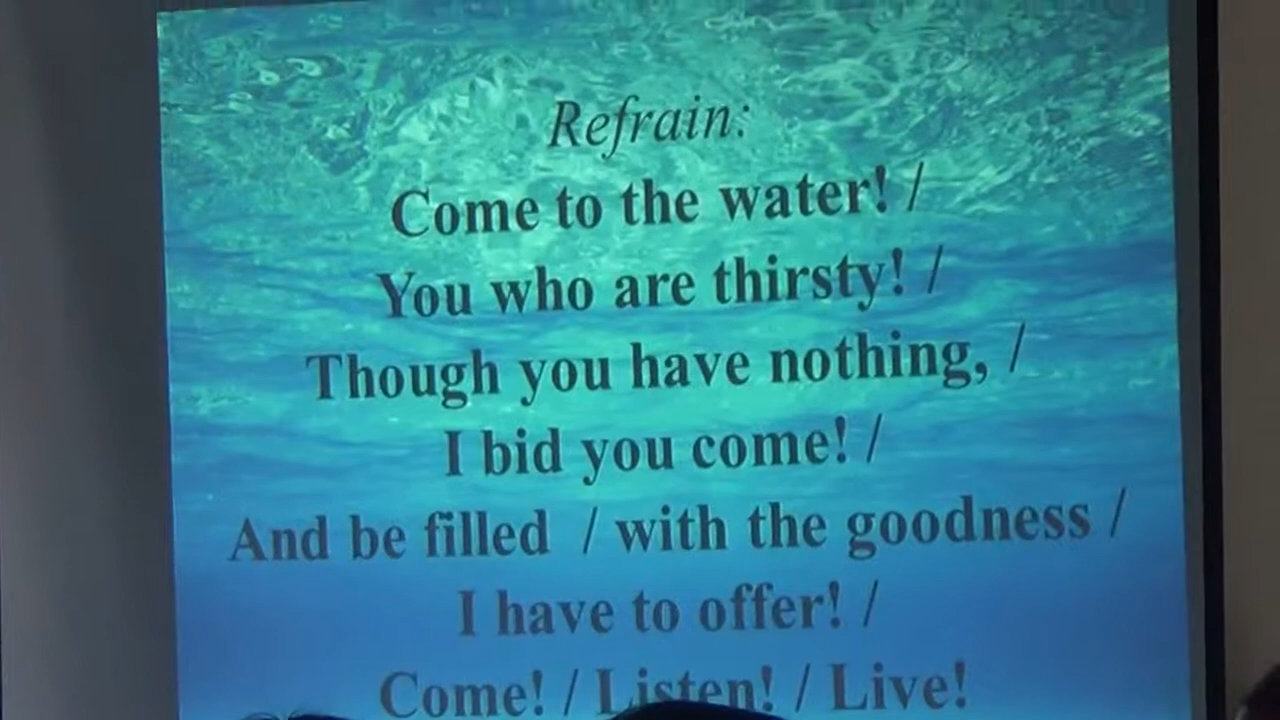 Refrain:
Come to the water! /
You who are thirsty! /
Though you have nothing, /
I bid you come! /
And be filled / with the goodness /
I have to offer! /
Come! / Listen! / Live!